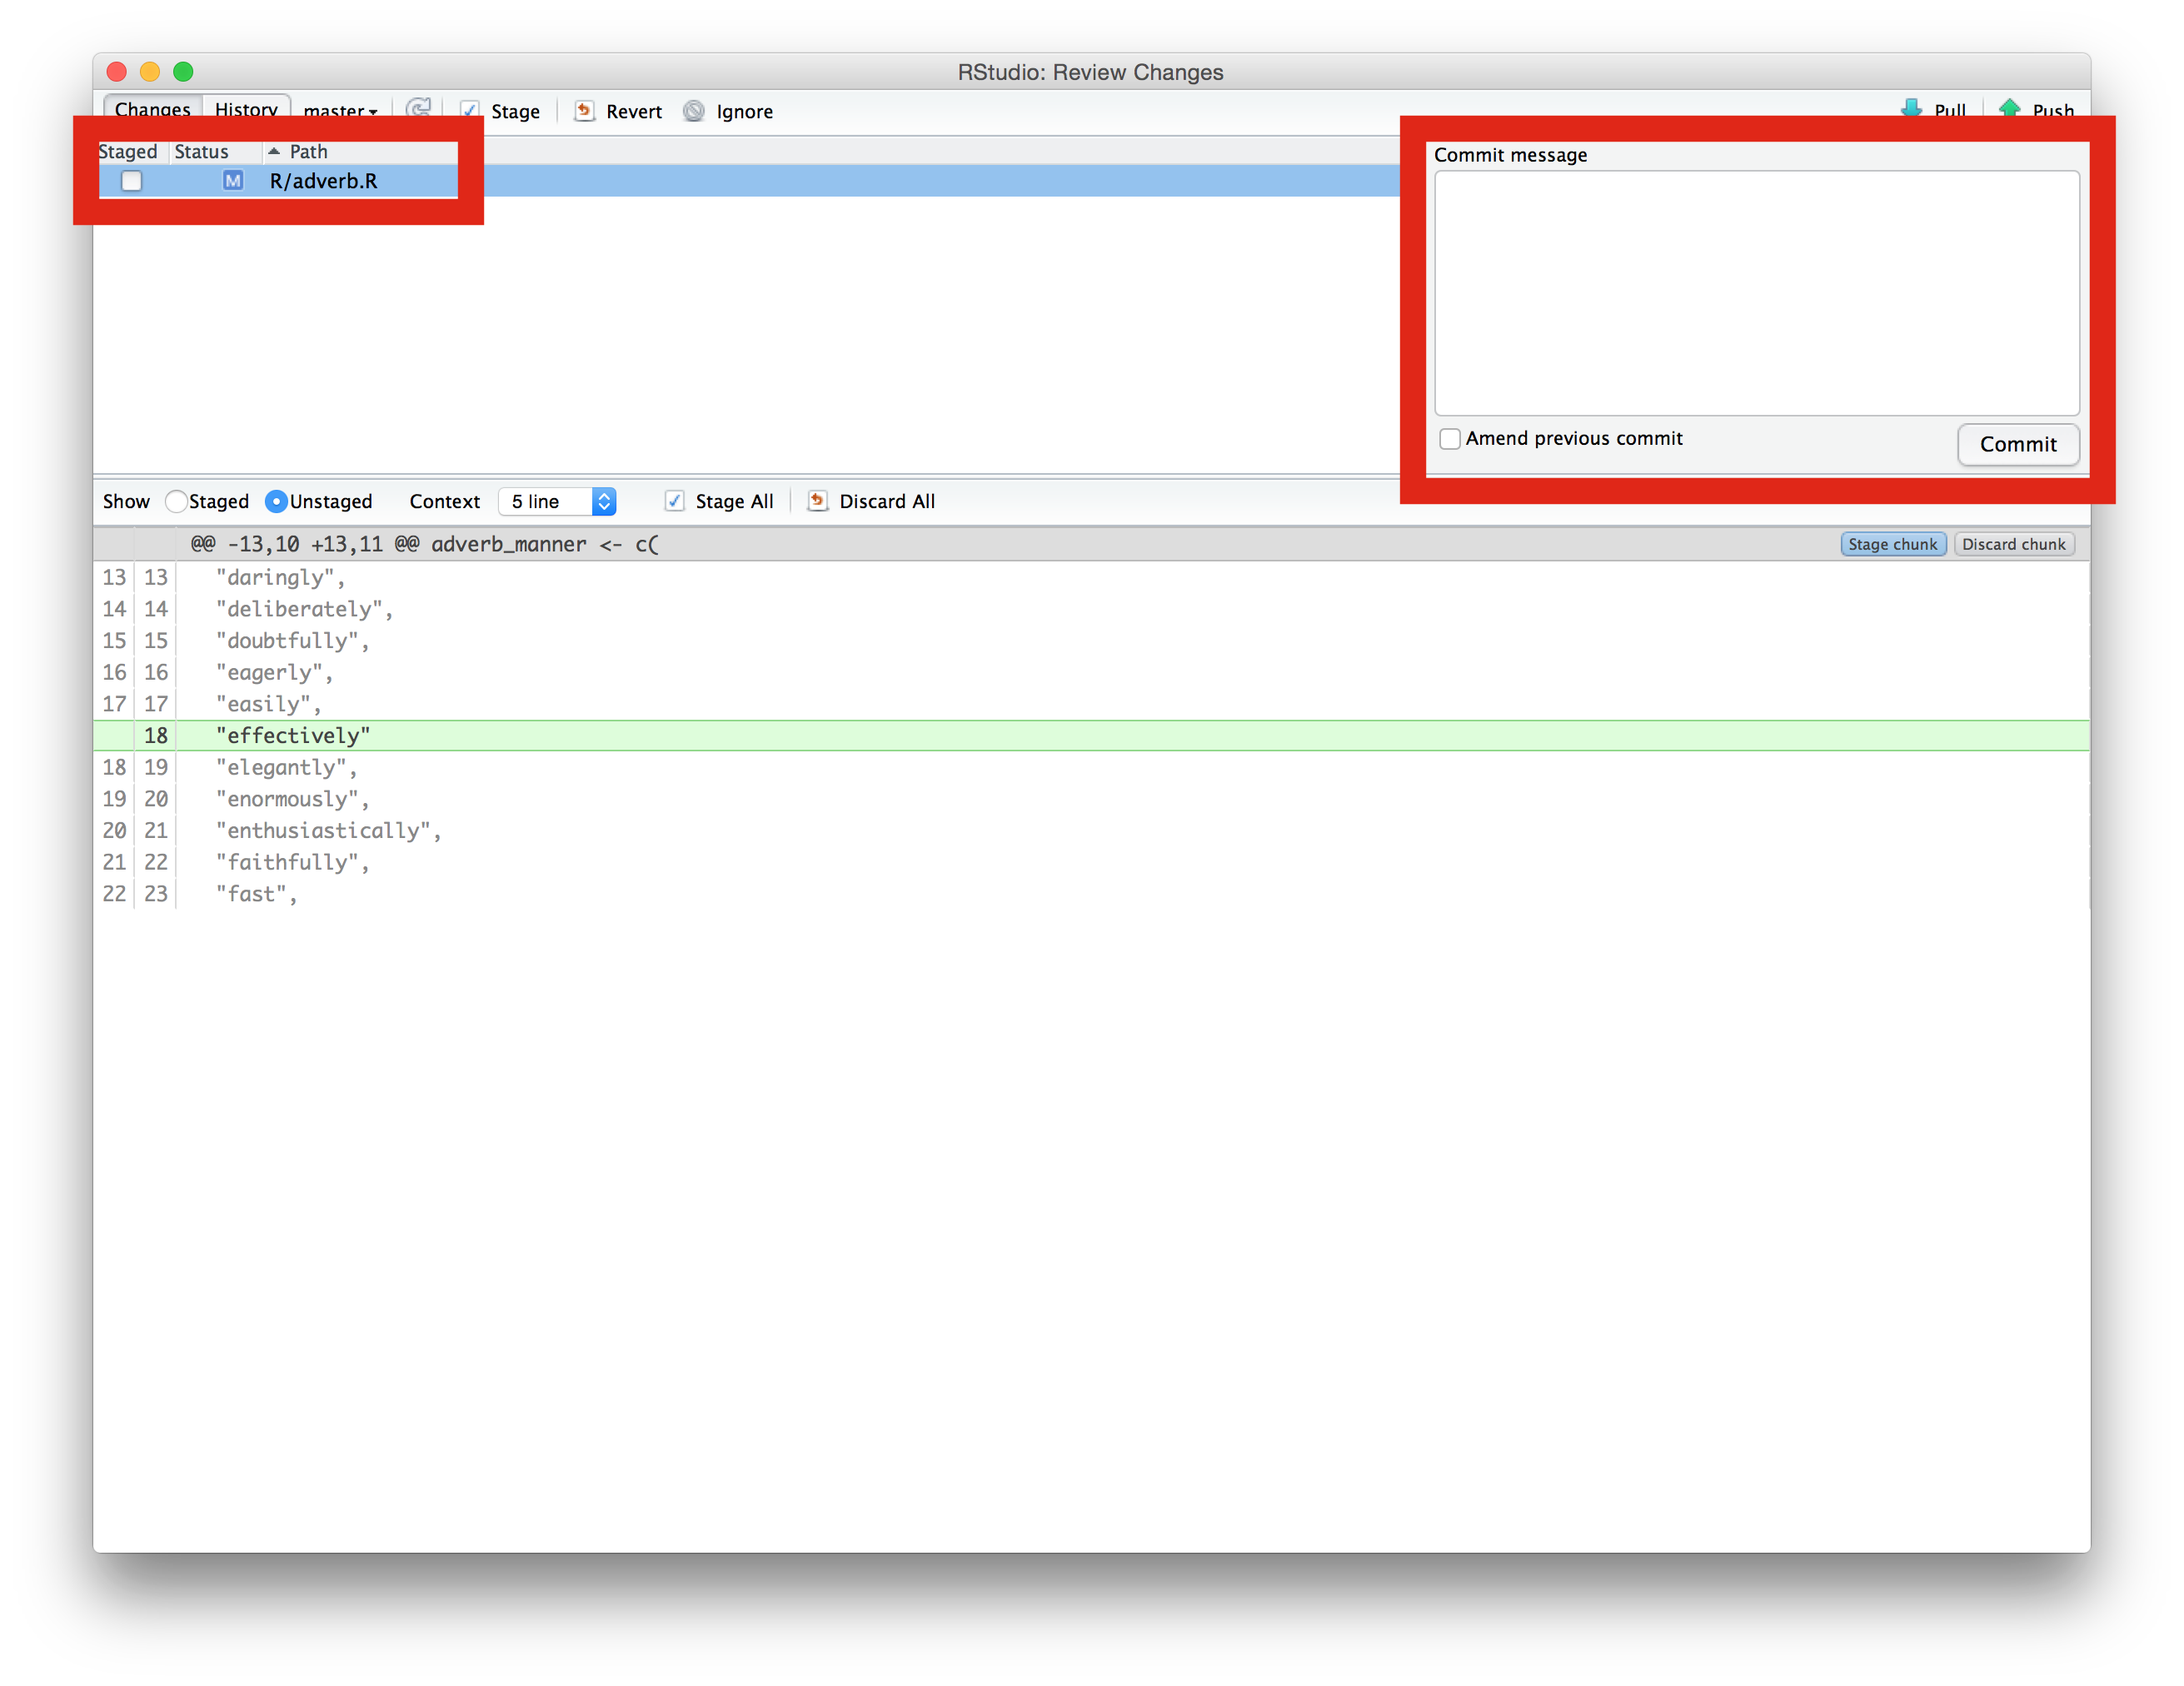 RStudio: Review Changes
Changes History master Stage Revert Ignore Pull Push
Staged Status Path
M R/adverb.R
Commit message
Amend previous commit Commit
Show Staged Unstaged Context 5 line Stage All Discard All
@@ -13,10 +13,11 @@ adverb_manner <- c( Stage chunk Discard chunk
13 13 "daringly",
14 14 "deliberately",
15 15 "doubtfully",
16 16 "eagerly",
17 17 "easily",
18 "effectively"
18 19 "elegantly",
19 20 "enormously",
20 21 "enthusiastically",
21 22 "faithfully",
22 23 "fast",